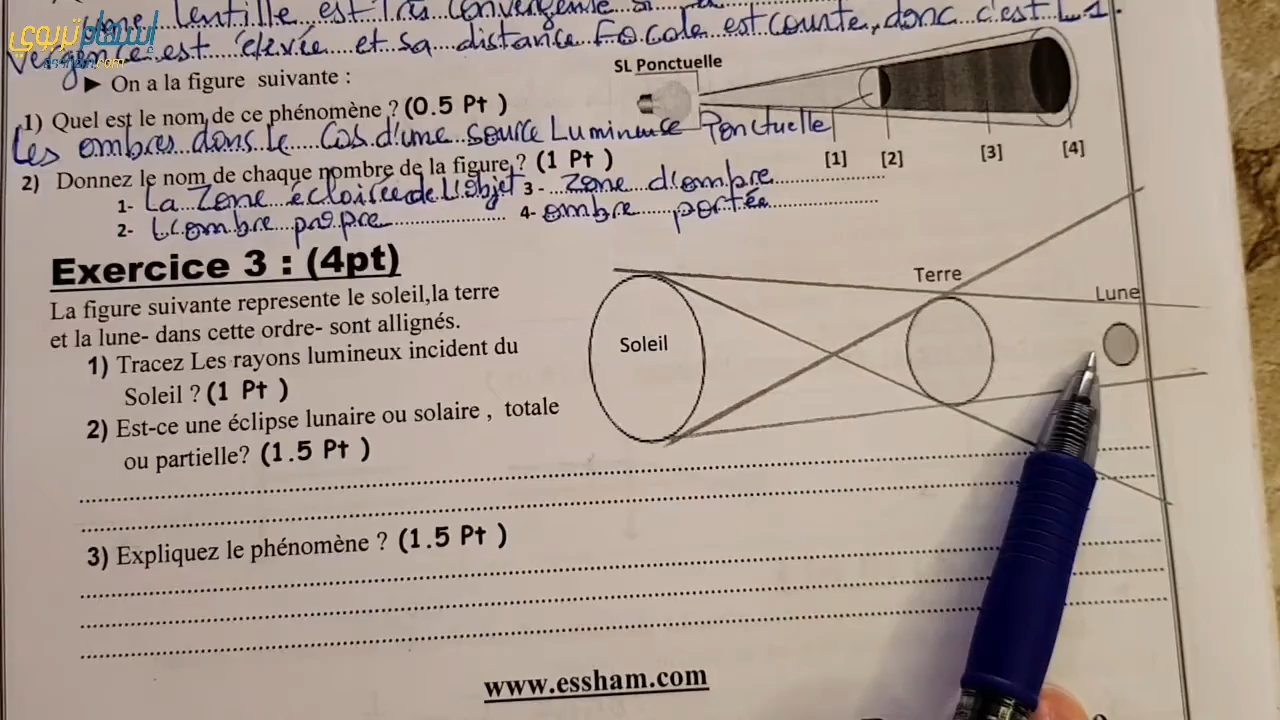 une lentille est très convergente si
vergence est élevée et sa distance Focale est courte, donc c'est L1.
إسهام تربوي
essham.com
► On a la figure suivante :
SL Ponctuelle
1) Quel est le nom de ce phénomène ? (0.5 Pt )
Les ombres dans le cas d'une source Lumineuse Ponctuelle
[1] [2] [3] [4]
2) Donnez le nom de chaque nombre de la figure ? (1 Pt )
1- La Zone éclairée de L'objet 3 - Zone d'ombre
2- L'ombre propre 4- ombre portée
Exercice 3 : (4pt)
La figure suivante represente le soleil,la terre
et la lune- dans cette ordre- sont allignés.
1) Tracez Les rayons lumineux incident du
Soleil ? (1 Pt )
2) Est-ce une éclipse lunaire ou solaire , totale
ou partielle? (1.5 Pt )
Soleil
Terre
Lune
3) Expliquez le phénomène ? (1.5 Pt )
www.essham.com